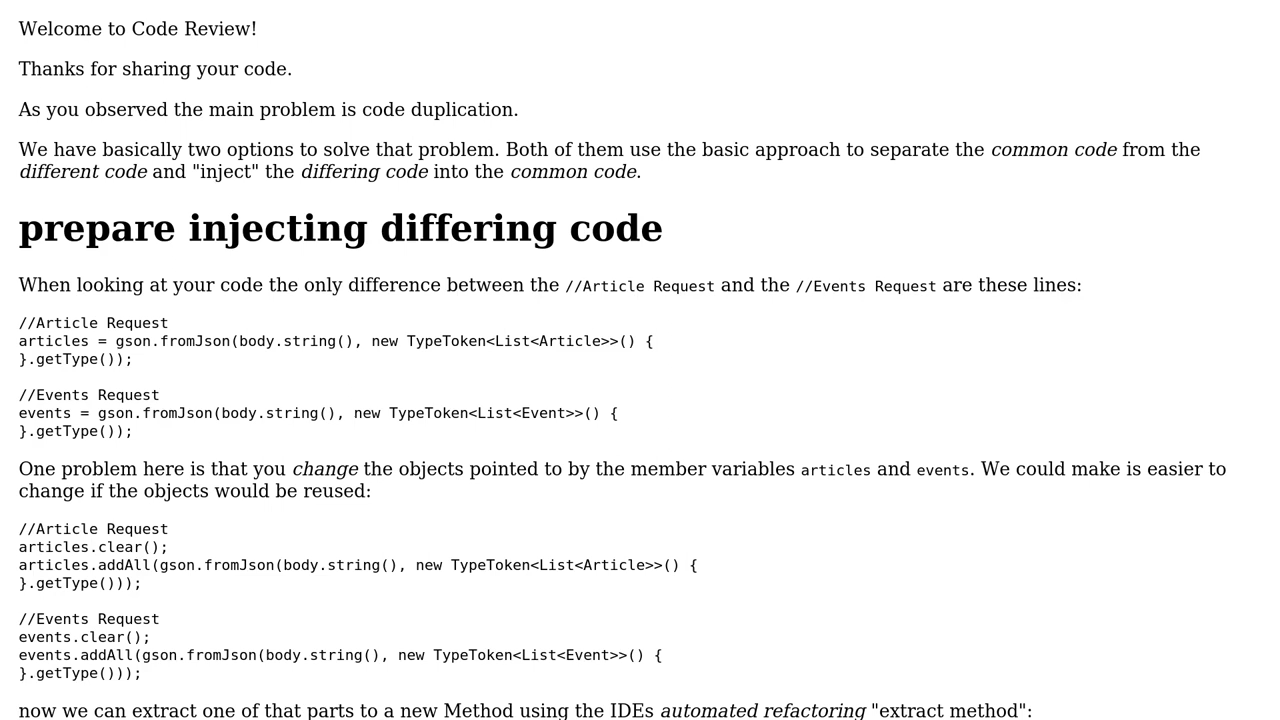 Welcome to Code Review!
Thanks for sharing your code.
As you observed the main problem is code duplication.
We have basically two options to solve that problem. Both of them use the basic approach to separate the common code from the
different code and "inject" the differing code into the common code.
prepare injecting differing code
When looking at your code the only difference between the //Article Request and the //Events Request are these lines:
//Article Request
articles = gson.fromJson(body.string(), new TypeToken<List<Article>>() {
}.getType());
//Events Request
events = gson.fromJson(body.string(), new TypeToken<List<Event>>() {
}.getType());
One problem here is that you change the objects pointed to by the member variables articles and events. We could make is easier to
change if the objects would be reused:
//Article Request
articles.clear();
articles.addAll(gson.fromJson(body.string(), new TypeToken<List<Article>>() {
}.getType()));
//Events Request
events.clear();
events.addAll(gson.fromJson(body.string(), new TypeToken<List<Event>>() {
}.getType()));
now we can extract one of that parts to a new Method using the IDEs automated refactoring "extract method":